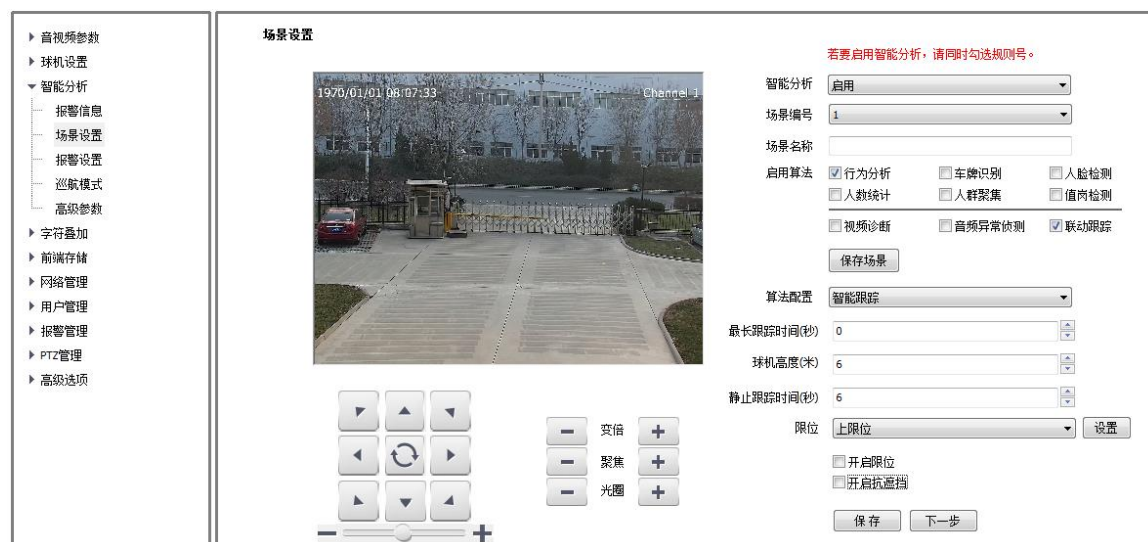 音视频参数
球机设置
智能分析
报警信息
场景设置
报警设置
巡航模式
高级参数
字符叠加
前端存储
网络管理
用户管理
报警管理
PTZ管理
高级选项
场景设置
1970/01/01 08:07:33 Channel 1
变倍
聚焦
光圈
若要启用智能分析，请同时勾选规则号。
智能分析 启用
场景编号 1
场景名称
启用算法 行为分析 车牌识别 人脸检测
人数统计 人群聚集 值岗检测
视频诊断 音频异常侦测 联动跟踪
保存场景
算法配置 智能跟踪
最长跟踪时间(秒) 0
球机高度(米) 6
静止跟踪时间(秒) 6
限位 上限位 设置
开启限位
开启抗遮挡
保存 下一步